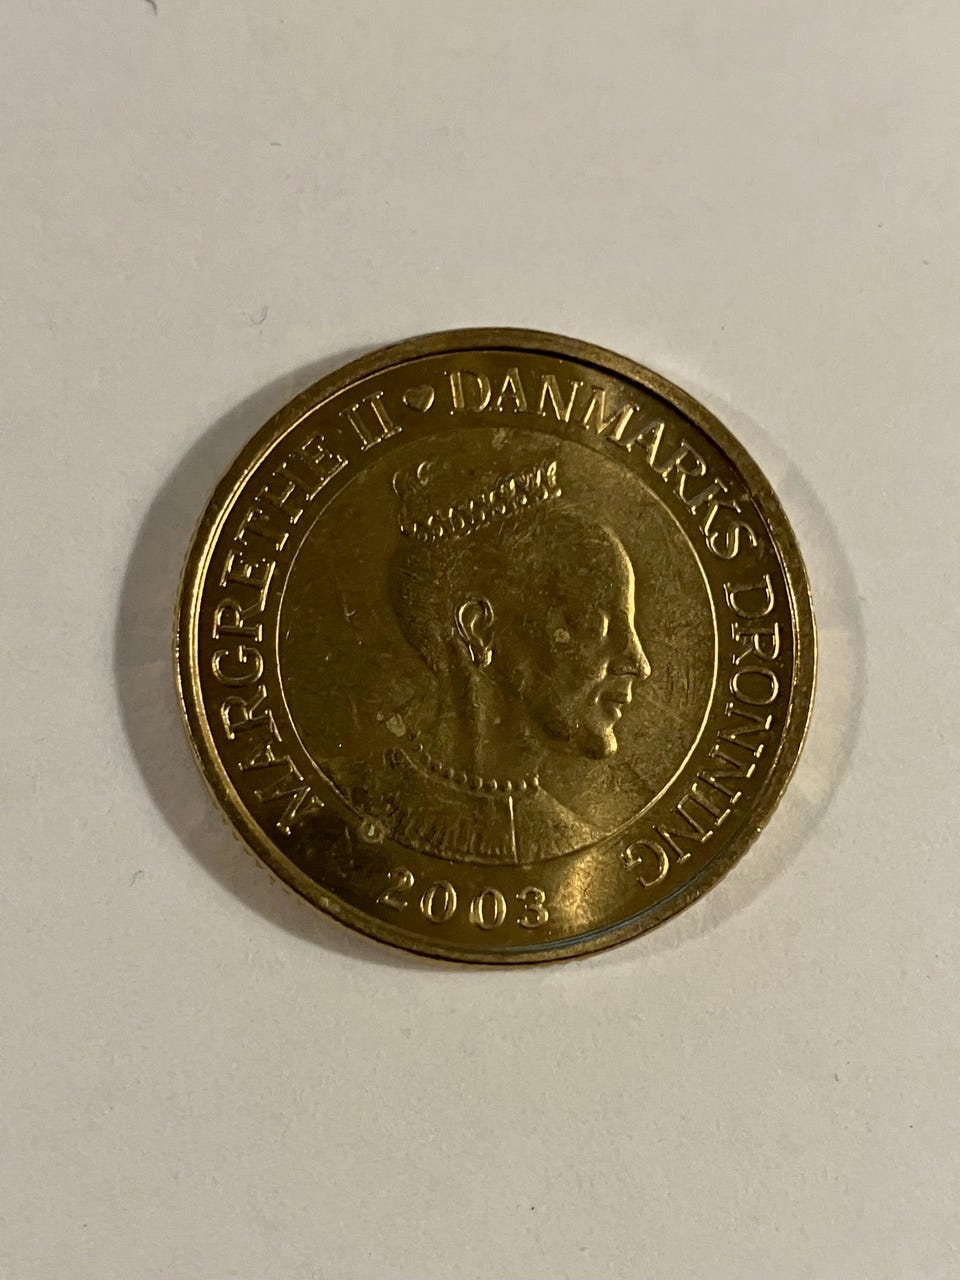 MARGRETHE II ♥ DANMARKS DRONNING
2003